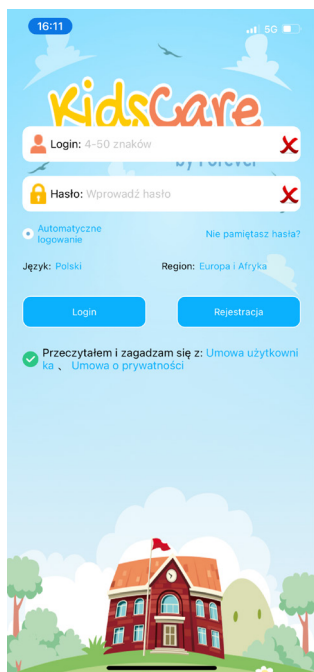 16:11
5G
KidsCare
by Forever
Login: 4-50 znaków
Hasło: Wprowadź hasło
Automatyczne
logowanie
Nie pamiętasz hasła?
Język: Polski
Region: Europa i Afryka
Login
Rejestracja
Przeczytałem i zagadzam się z: Umowa użytkowni
ka 、 Umowa o prywatności